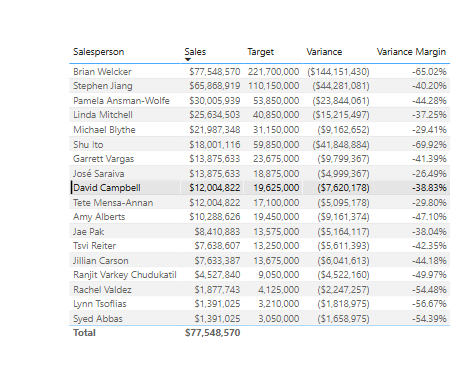 Salesperson Sales Target Variance Variance Margin
Brian Welcker $77,548,570 221,700,000 ($144,151,430) -65.02%
Stephen Jiang $65,868,919 110,150,000 ($44,281,081) -40.20%
Pamela Ansman-Wolfe $30,005,939 53,850,000 ($23,844,061) -44.28%
Linda Mitchell $25,634,503 40,850,000 ($15,215,497) -37.25%
Michael Blythe $21,987,348 31,150,000 ($9,162,652) -29.41%
Shu Ito $18,001,116 59,850,000 ($41,848,884) -69.92%
Garrett Vargas $13,875,633 23,675,000 ($9,799,367) -41.39%
José Saraiva $13,875,633 18,875,000 ($4,999,367) -26.49%
David Campbell $12,004,822 19,625,000 ($7,620,178) -38.83%
Tete Mensa-Annan $12,004,822 17,100,000 ($5,095,178) -29.80%
Amy Alberts $10,288,626 19,450,000 ($9,161,374) -47.10%
Jae Pak $8,410,883 13,575,000 ($5,164,117) -38.04%
Tsvi Reiter $7,638,607 13,250,000 ($5,611,393) -42.35%
Jillian Carson $7,633,387 13,675,000 ($6,041,613) -44.18%
Ranjit Varkey Chudukatil $4,527,840 9,050,000 ($4,522,160) -49.97%
Rachel Valdez $1,877,743 4,125,000 ($2,247,257) -54.48%
Lynn Tsoflias $1,391,025 3,210,000 ($1,818,975) -56.67%
Syed Abbas $1,391,025 3,050,000 ($1,658,975) -54.39%
Total $77,548,570